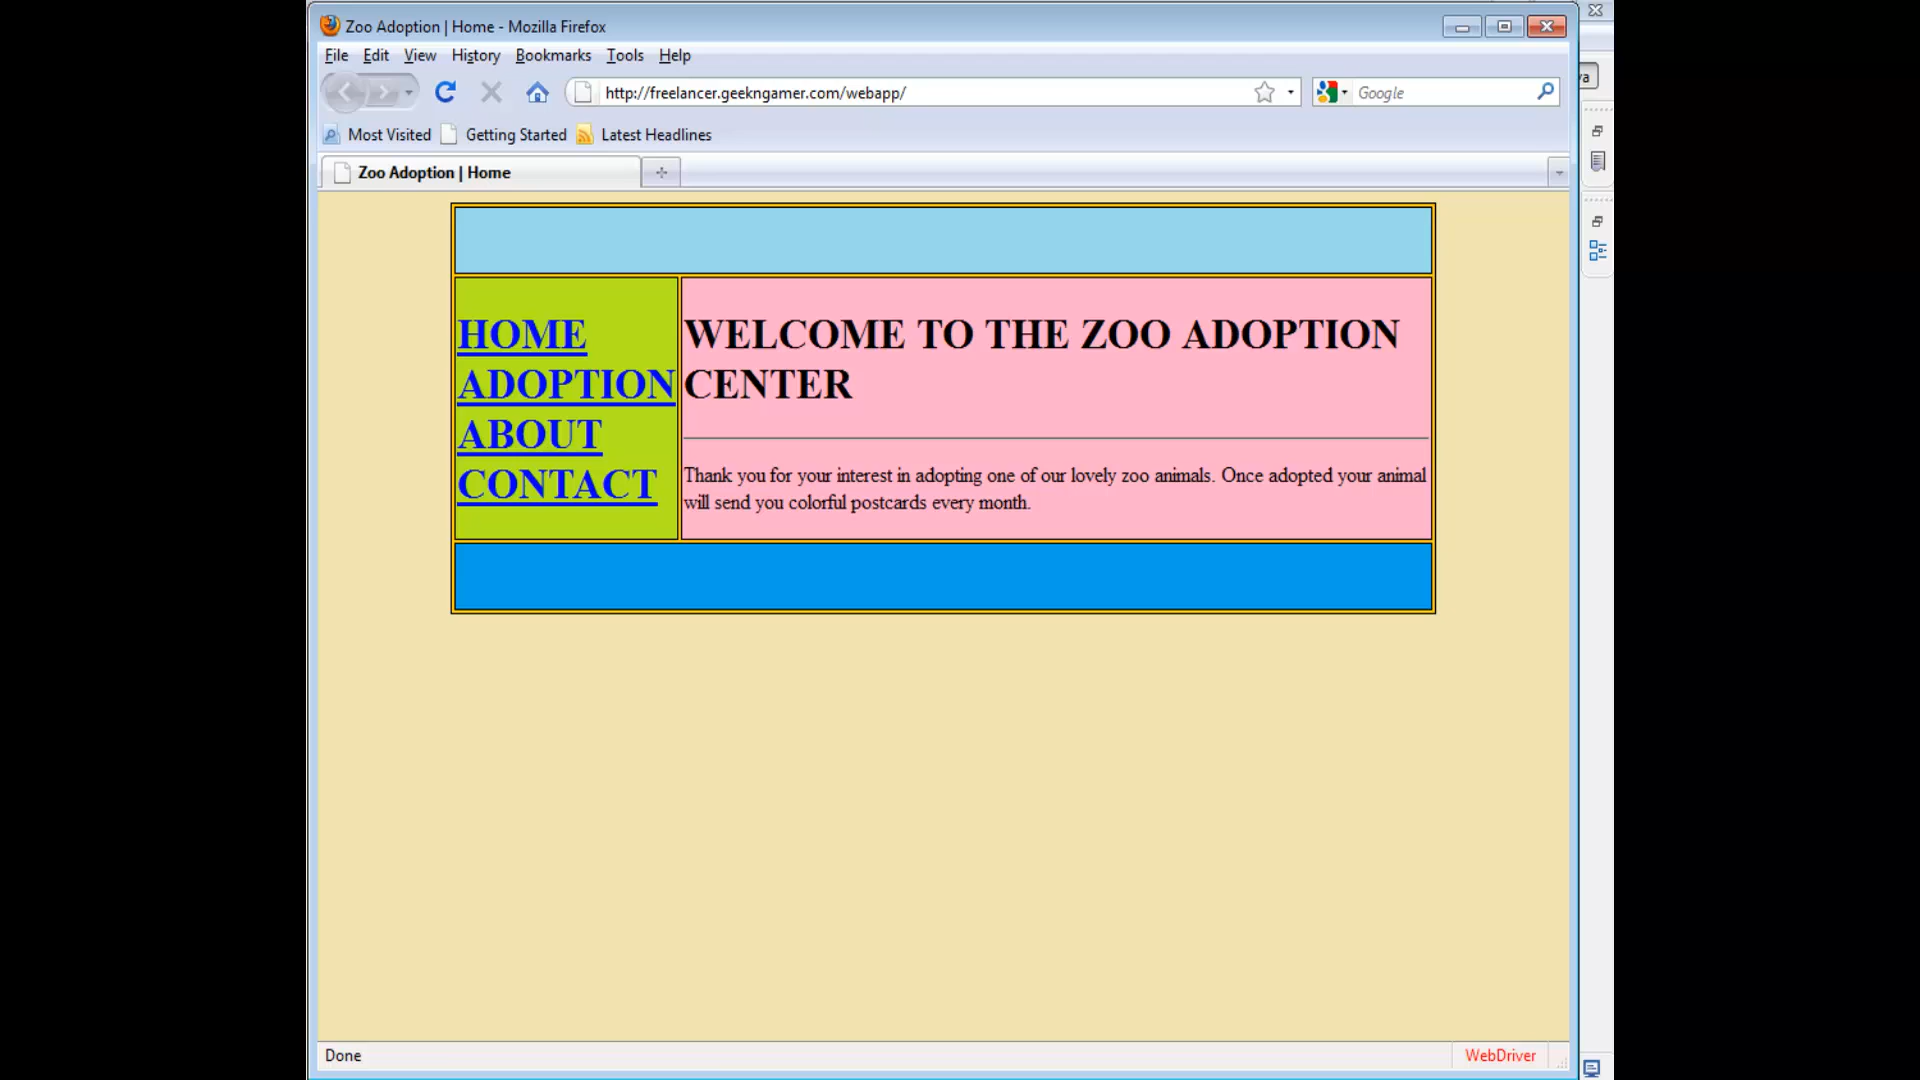 Zoo Adoption | Home - Mozilla Firefox
File Edit View History Bookmarks Tools Help
http://freelancer.geekngamer.com/webapp/ Google
Most Visited Getting Started Latest Headlines
Zoo Adoption | Home
HOME
ADOPTION
ABOUT
CONTACT
WELCOME TO THE ZOO ADOPTION
CENTER
Thank you for your interest in adopting one of our lovely zoo animals. Once adopted your animal
will send you colorful postcards every month.
Done WebDriver